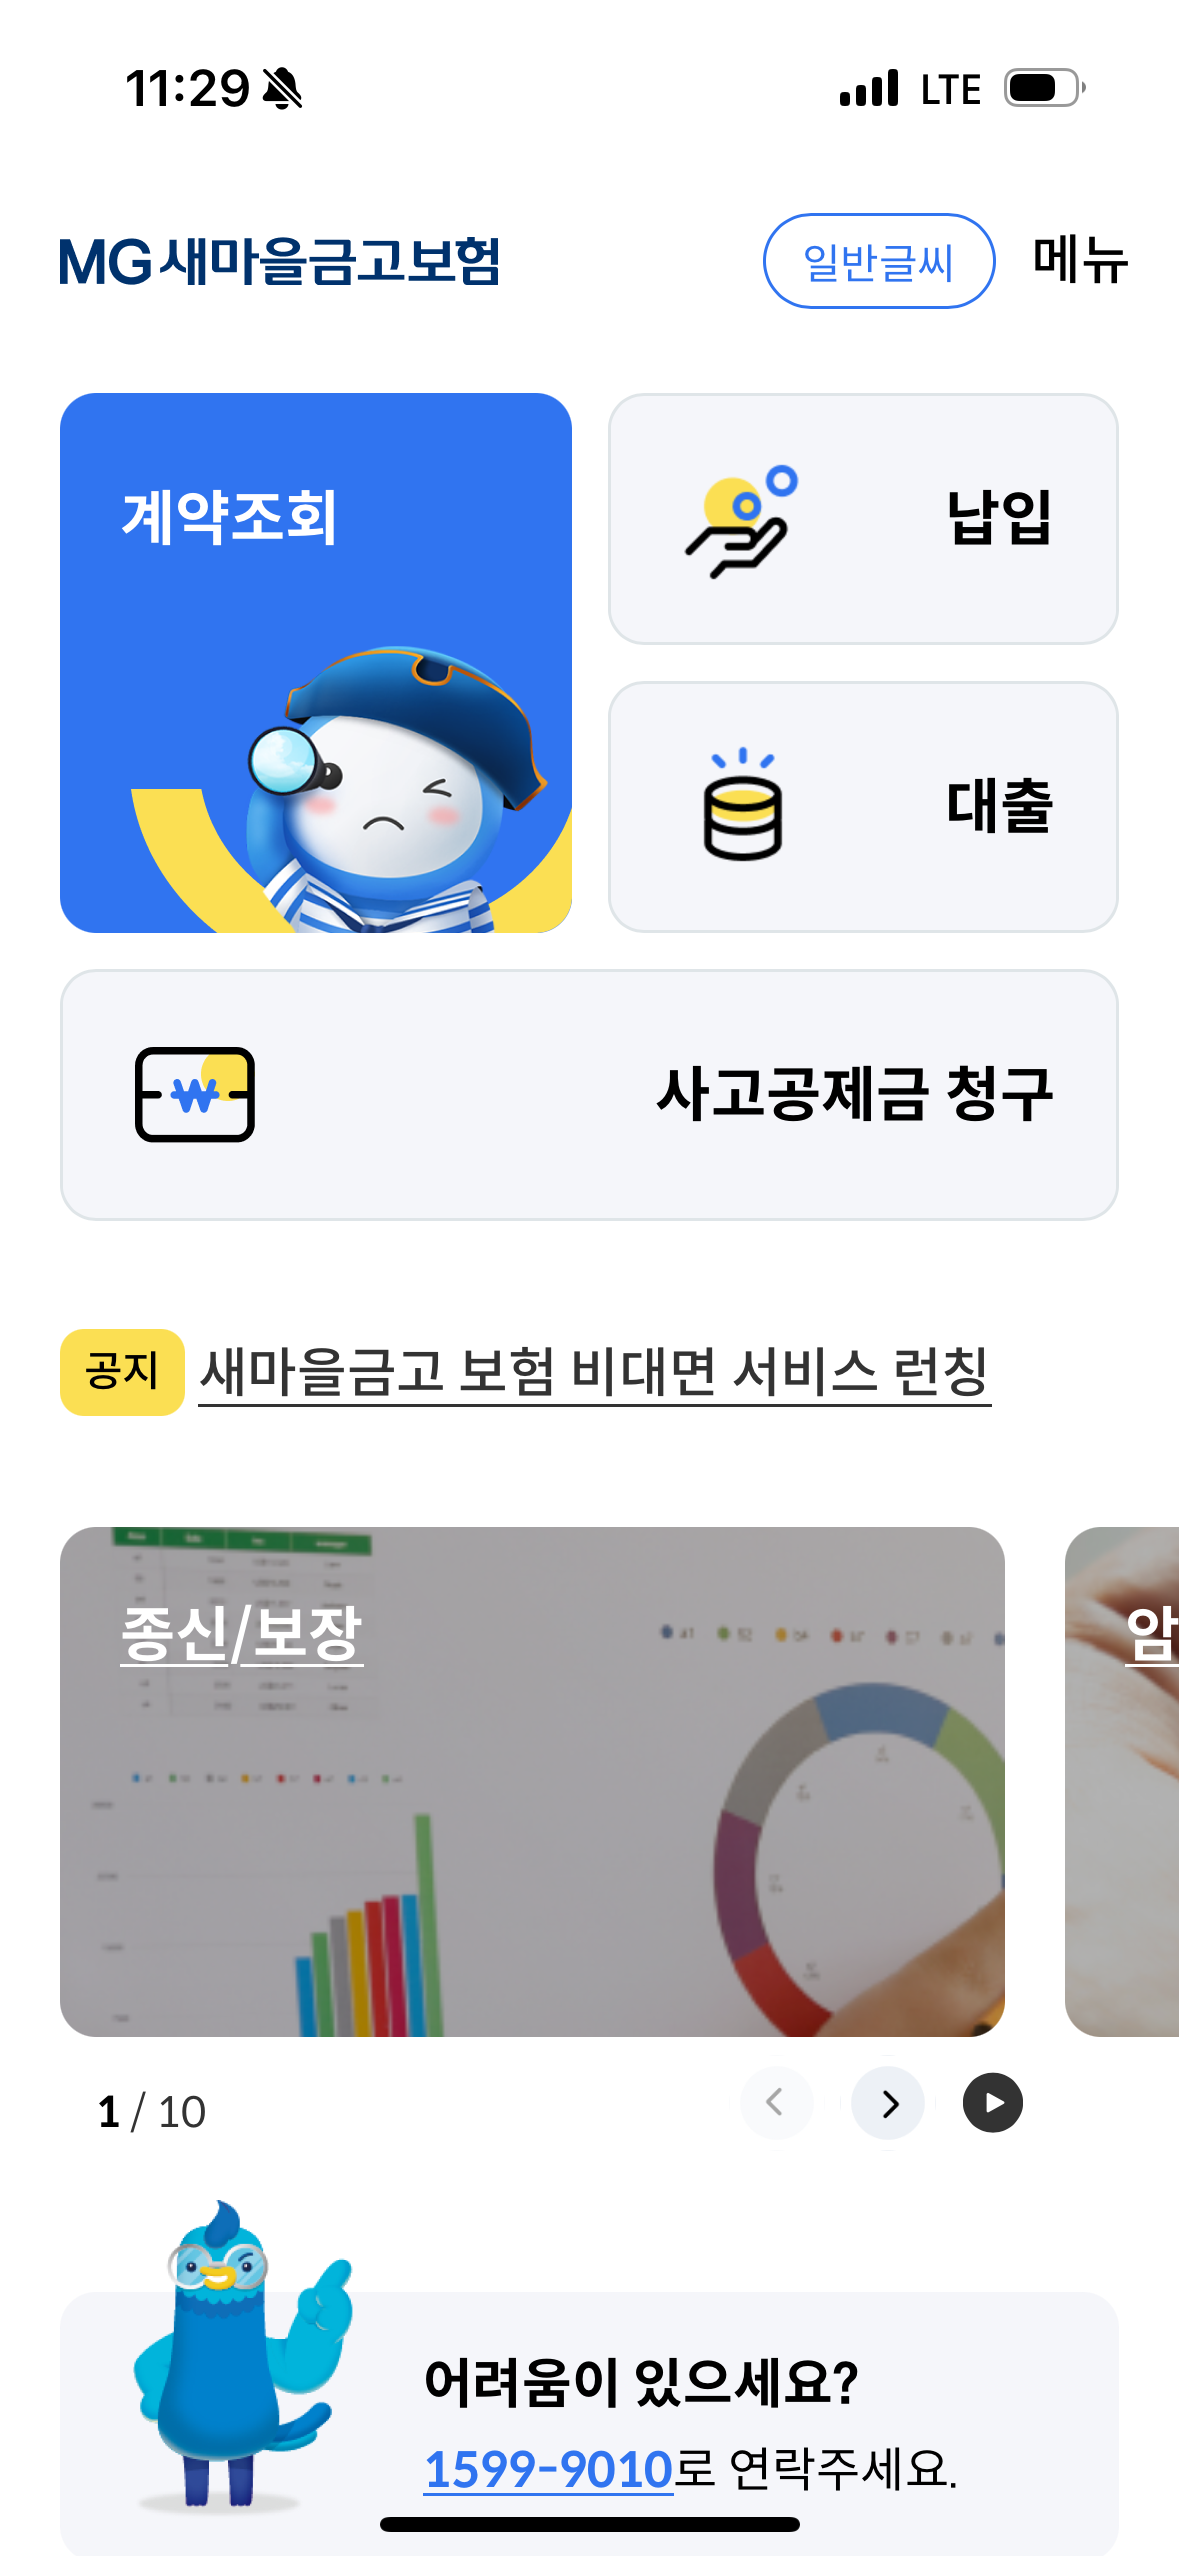 11:29
LTE
MG 새마을금고보험
일반글씨
메뉴
계약조회
납입
대출
사고공제금 청구
공지
새마을금고 보험 비대면 서비스 런칭
종신/보장
암
1 / 10
어려움이 있으세요?
1599-9010로 연락주세요.